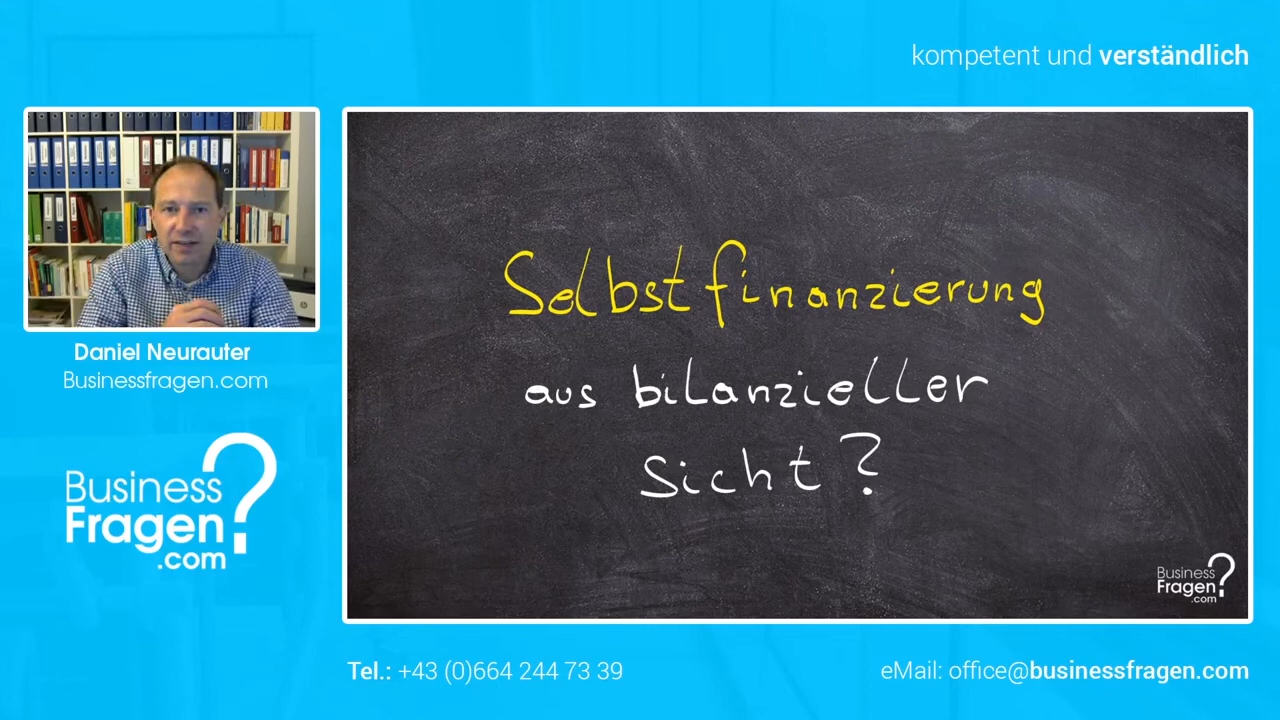 kompetent und verständlich
Daniel Neurauter
Businessfragen.com
Business
Fragen
.com
?
Selbstfinanzierung
aus bilanzieller
Sicht?
Business
Fragen
.com
?
Tel.: +43 (0)664 244 73 39
eMail: office@businessfragen.com